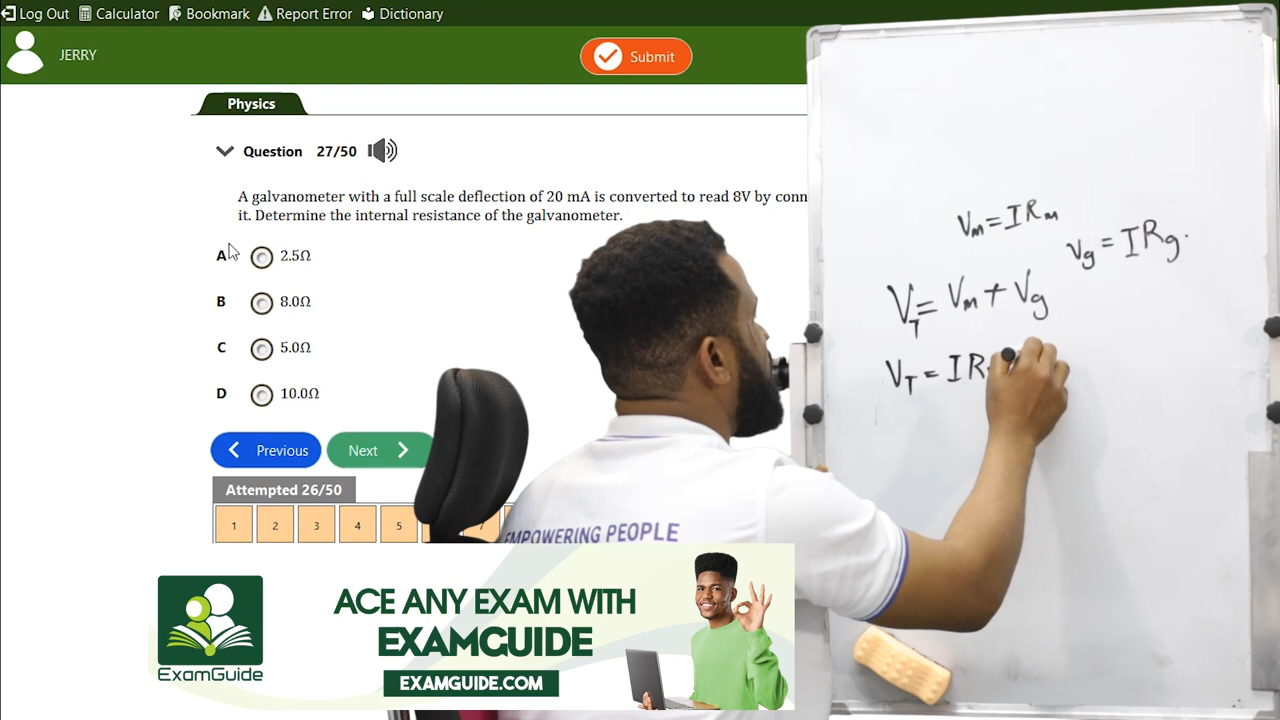 Log Out Calculator Bookmark Report Error Dictionary
JERRY
Submit
Physics
Question 27/50
A galvanometer with a full scale deflection of 20 mA is converted to read 8V by conn
it. Determine the internal resistance of the galvanometer.
A 2.5Ω
B 8.0Ω
C 5.0Ω
D 10.0Ω
Previous Next
Attempted 26/50
1 2 3 4 5 7
Vm = IRm
Vg = IRg.
VT = Vm + Vg
VT = IR
EMPOWERING PEOPLE
ExamGuide
ACE ANY EXAM WITH
EXAMGUIDE
EXAMGUIDE.COM